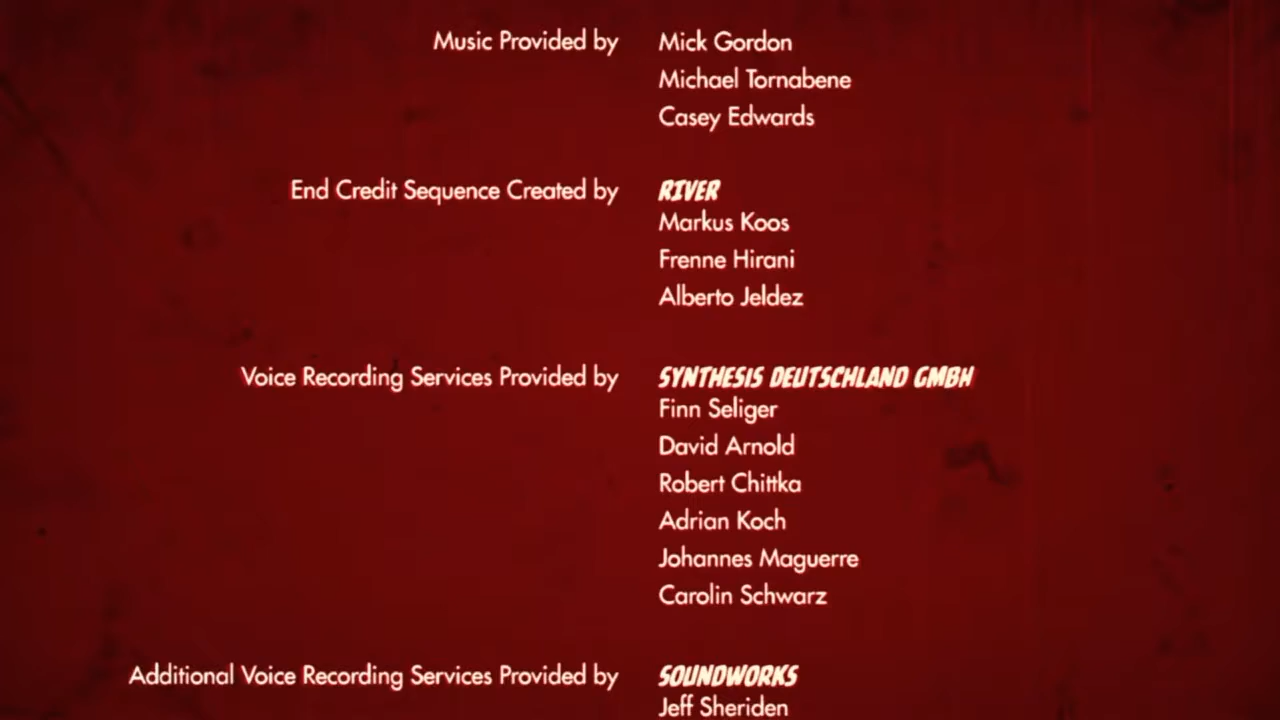 Music Provided by Mick Gordon
Michael Tornabene
Casey Edwards
End Credit Sequence Created by RIVER
Markus Koos
Frenne Hirani
Alberto Jeldez
Voice Recording Services Provided by SYNTHESIS DEUTSCHLAND GMBH
Finn Seliger
David Arnold
Robert Chittka
Adrian Koch
Johannes Maguerre
Carolin Schwarz
Additional Voice Recording Services Provided by SOUNDWORKS
Jeff Sheriden